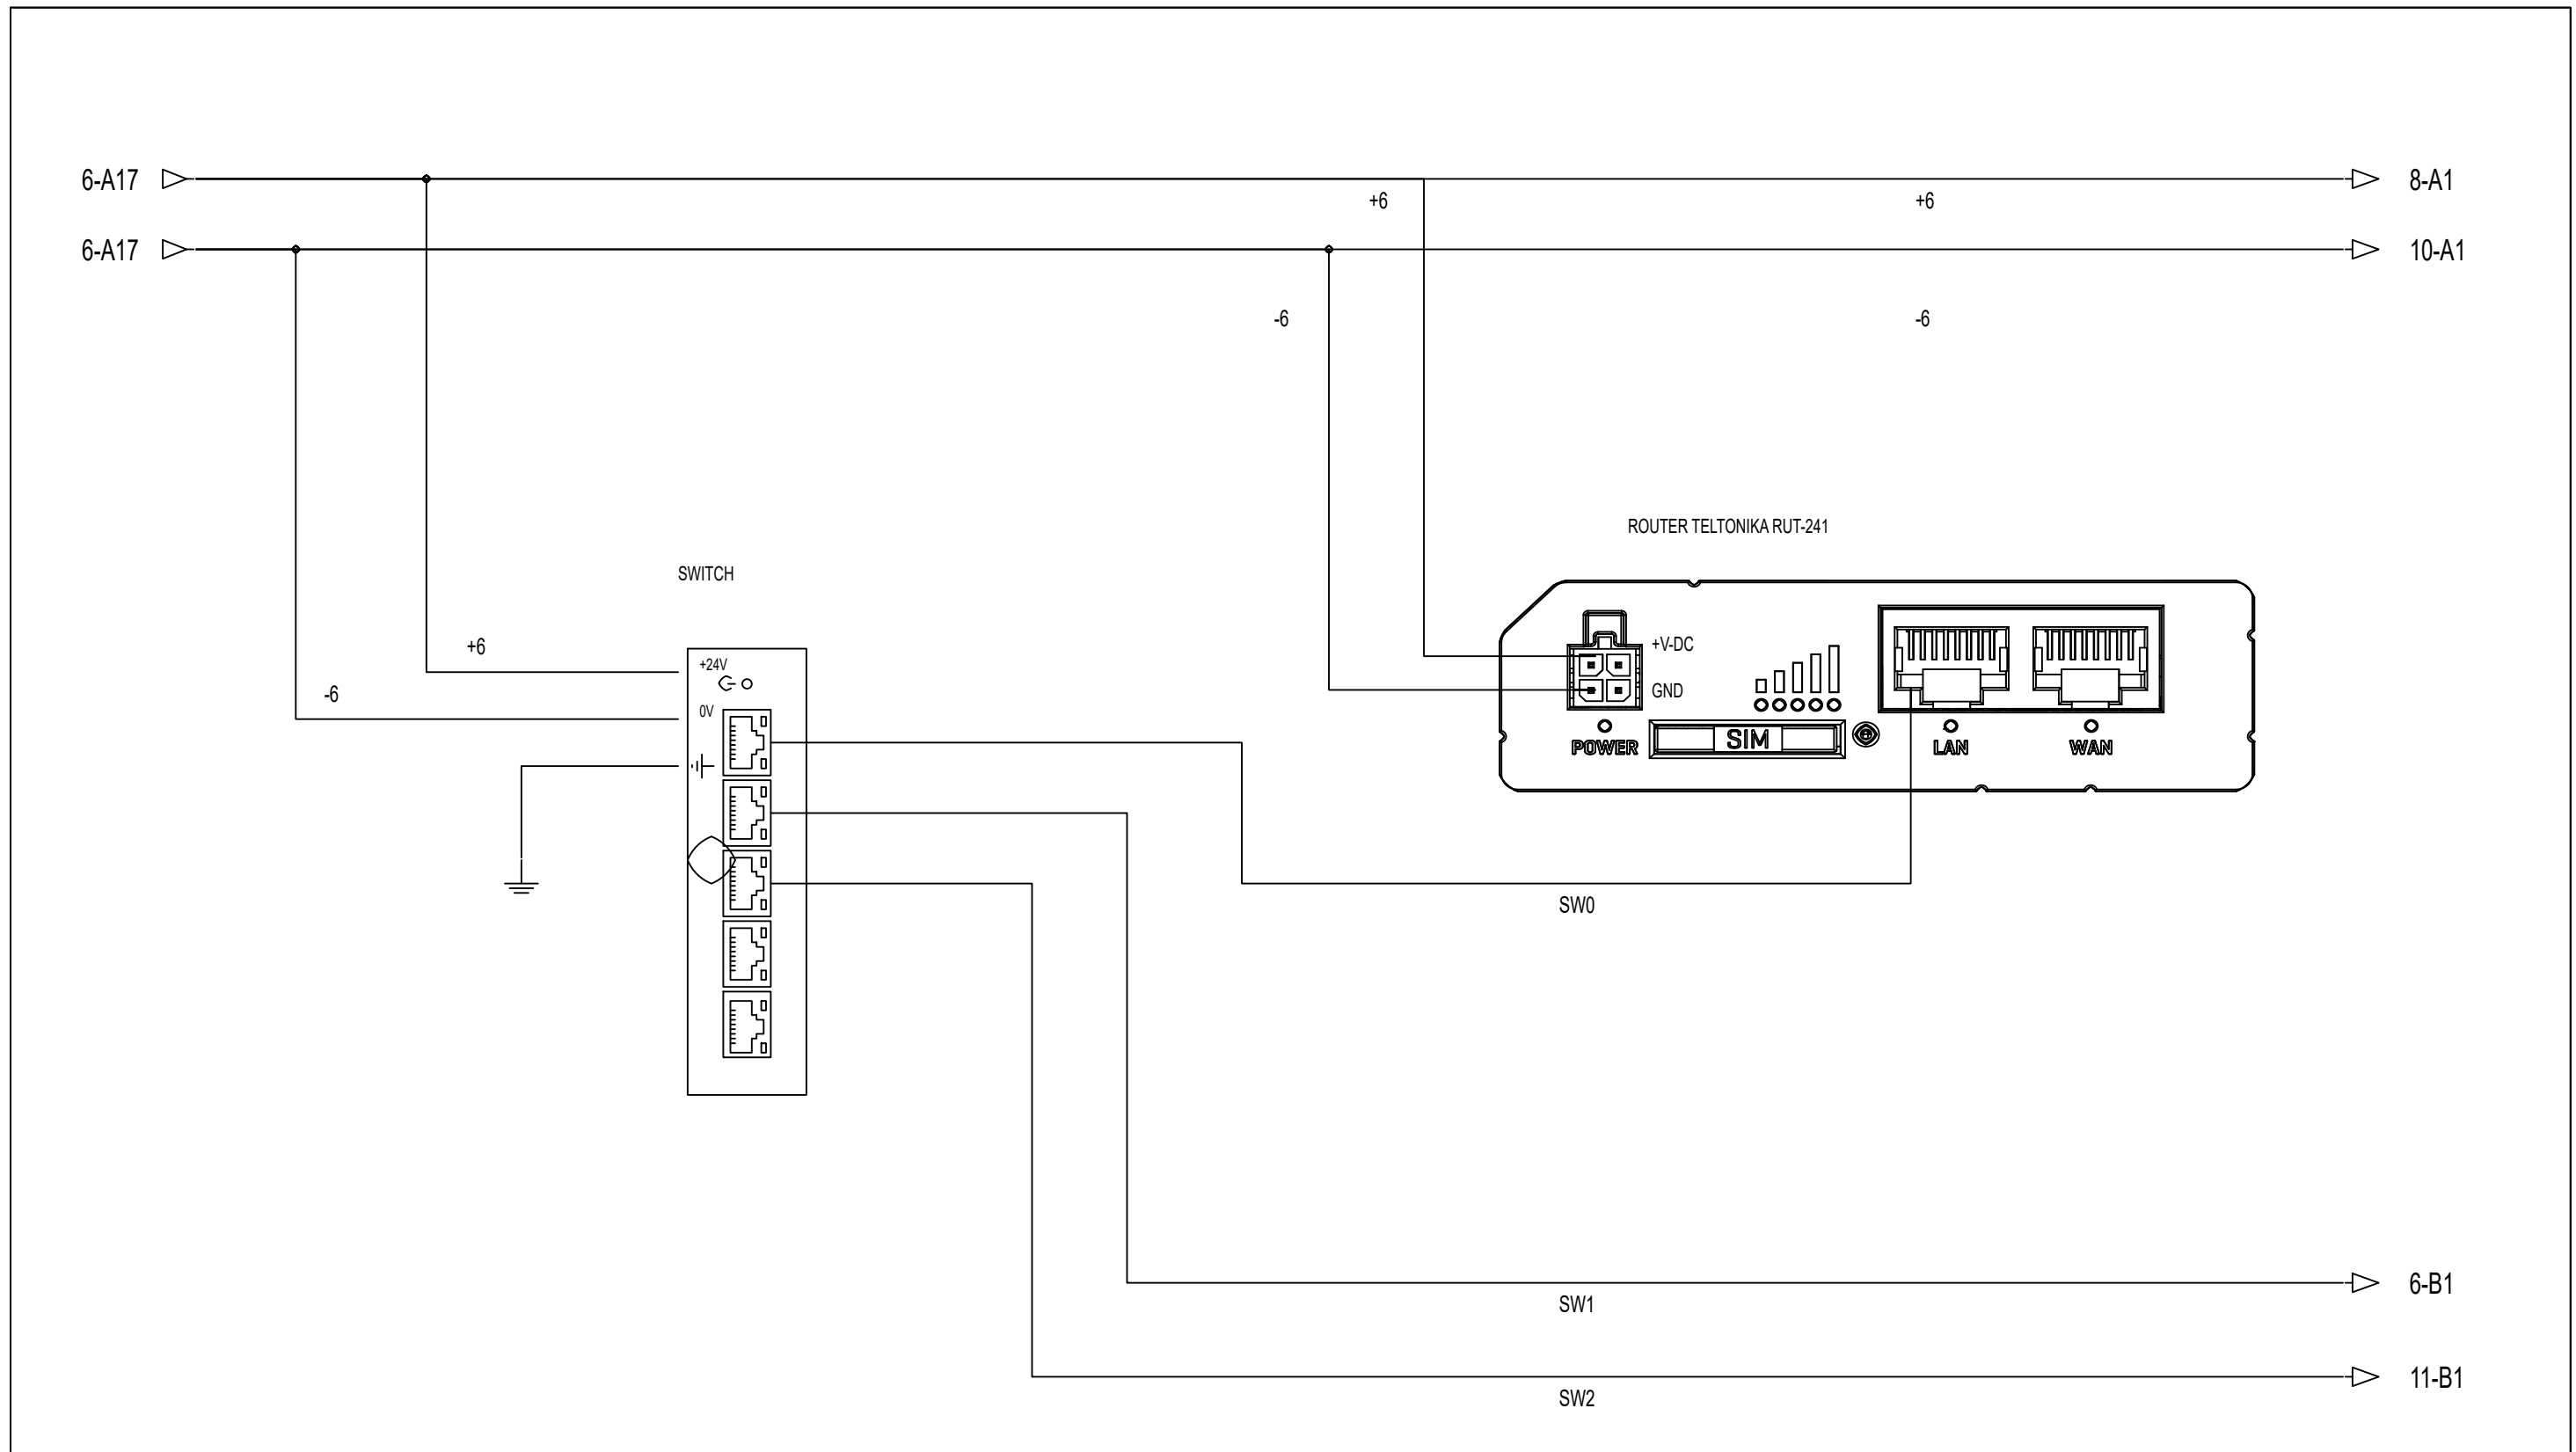 6-A17
8-A1
+6
+6
6-A17
10-A1
-6
-6
ROUTER TELTONIKA RUT-241
SWITCH
+6
+24V
+V-DC
-6
0V
GND
POWER
SIM
LAN
WAN
SW0
6-B1
SW1
11-B1
SW2